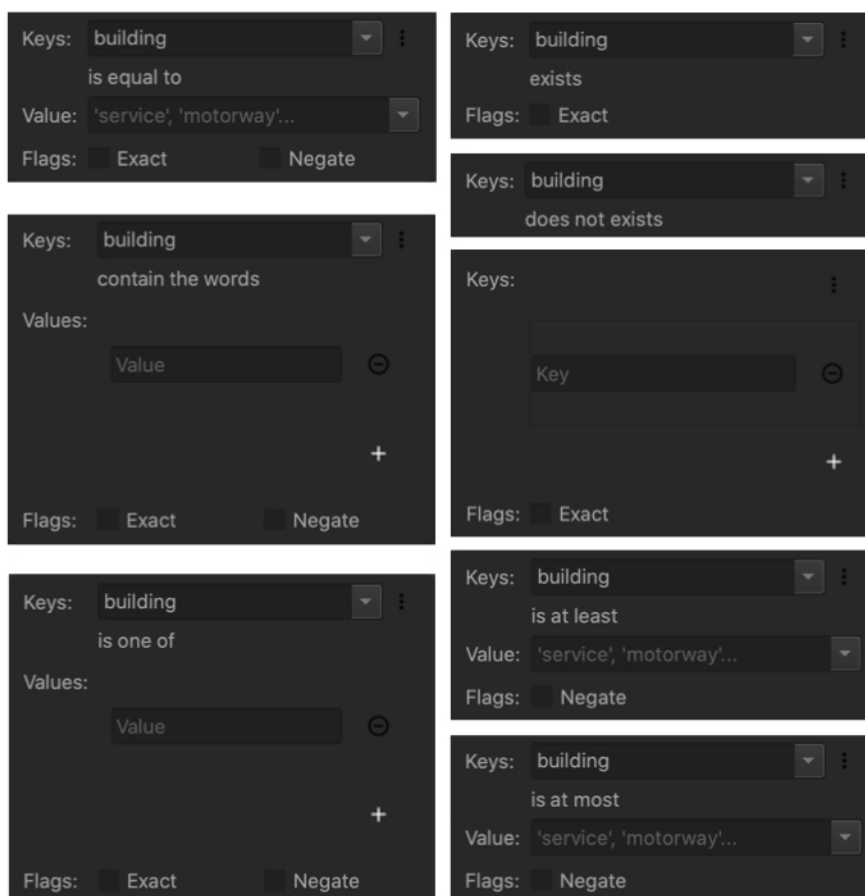 Keys: building
is equal to
Value: 'service', 'motorway'...
Flags: Exact Negate
Keys: building
contain the words
Values:
Value
+
Flags: Exact Negate
Keys: building
is one of
Values:
Value
+
Flags: Exact Negate
Keys: building
exists
Flags: Exact
Keys: building
does not exists
Keys:
Key
+
Flags: Exact
Keys: building
is at least
Value: 'service', 'motorway'...
Flags: Negate
Keys: building
is at most
Value: 'service', 'motorway'...
Flags: Negate